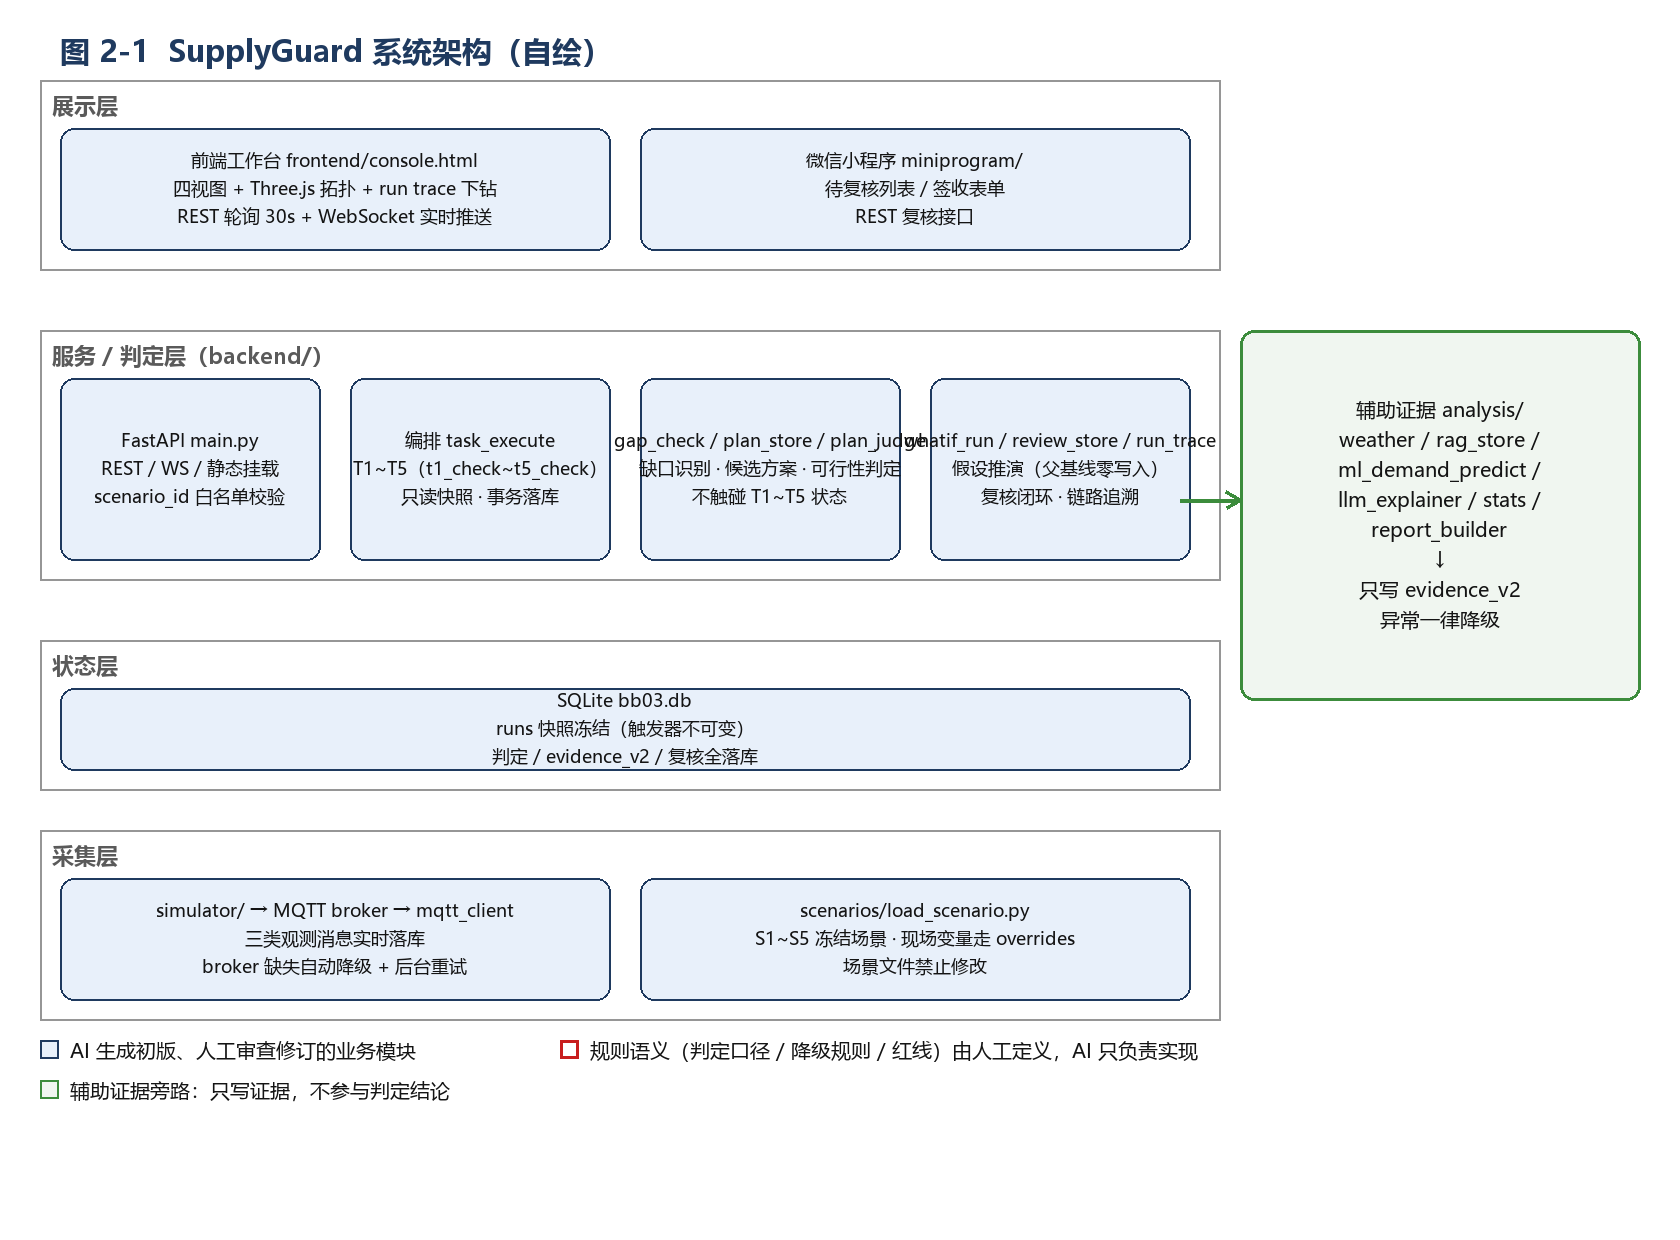 图 2-1 SupplyGuard 系统架构（自绘）
展示层
前端工作台 frontend/console.html
四视图 + Three.js 拓扑 + run trace 下钻
REST 轮询 30s + WebSocket 实时推送
微信小程序 miniprogram/
待复核列表 / 签收表单
REST 复核接口
服务 / 判定层（backend/）
FastAPI main.py
REST / WS / 静态挂载
scenario_id 白名单校验
编排 task_execute
T1~T5（t1_check~t5_check）
只读快照 · 事务落库
gap_check / plan_store / plan_judge
缺口识别 · 候选方案 · 可行性判定
不触碰 T1~T5 状态
whatif_run / review_store / run_trace
假设推演（父基线零写入）
复核闭环 · 链路追溯
辅助证据 analysis/
weather / rag_store /
ml_demand_predict /
llm_explainer / stats /
report_builder
↓
只写 evidence_v2
异常一律降级
状态层
SQLite bb03.db
runs 快照冻结（触发器不可变）
判定 / evidence_v2 / 复核全落库
采集层
simulator/ → MQTT broker → mqtt_client
三类观测消息实时落库
broker 缺失自动降级 + 后台重试
scenarios/load_scenario.py
S1~S5 冻结场景 · 现场变量走 overrides
场景文件禁止修改
AI 生成初版、人工审查修订的业务模块
规则语义（判定口径 / 降级规则 / 红线）由人工定义，AI 只负责实现
辅助证据旁路：只写证据，不参与判定结论